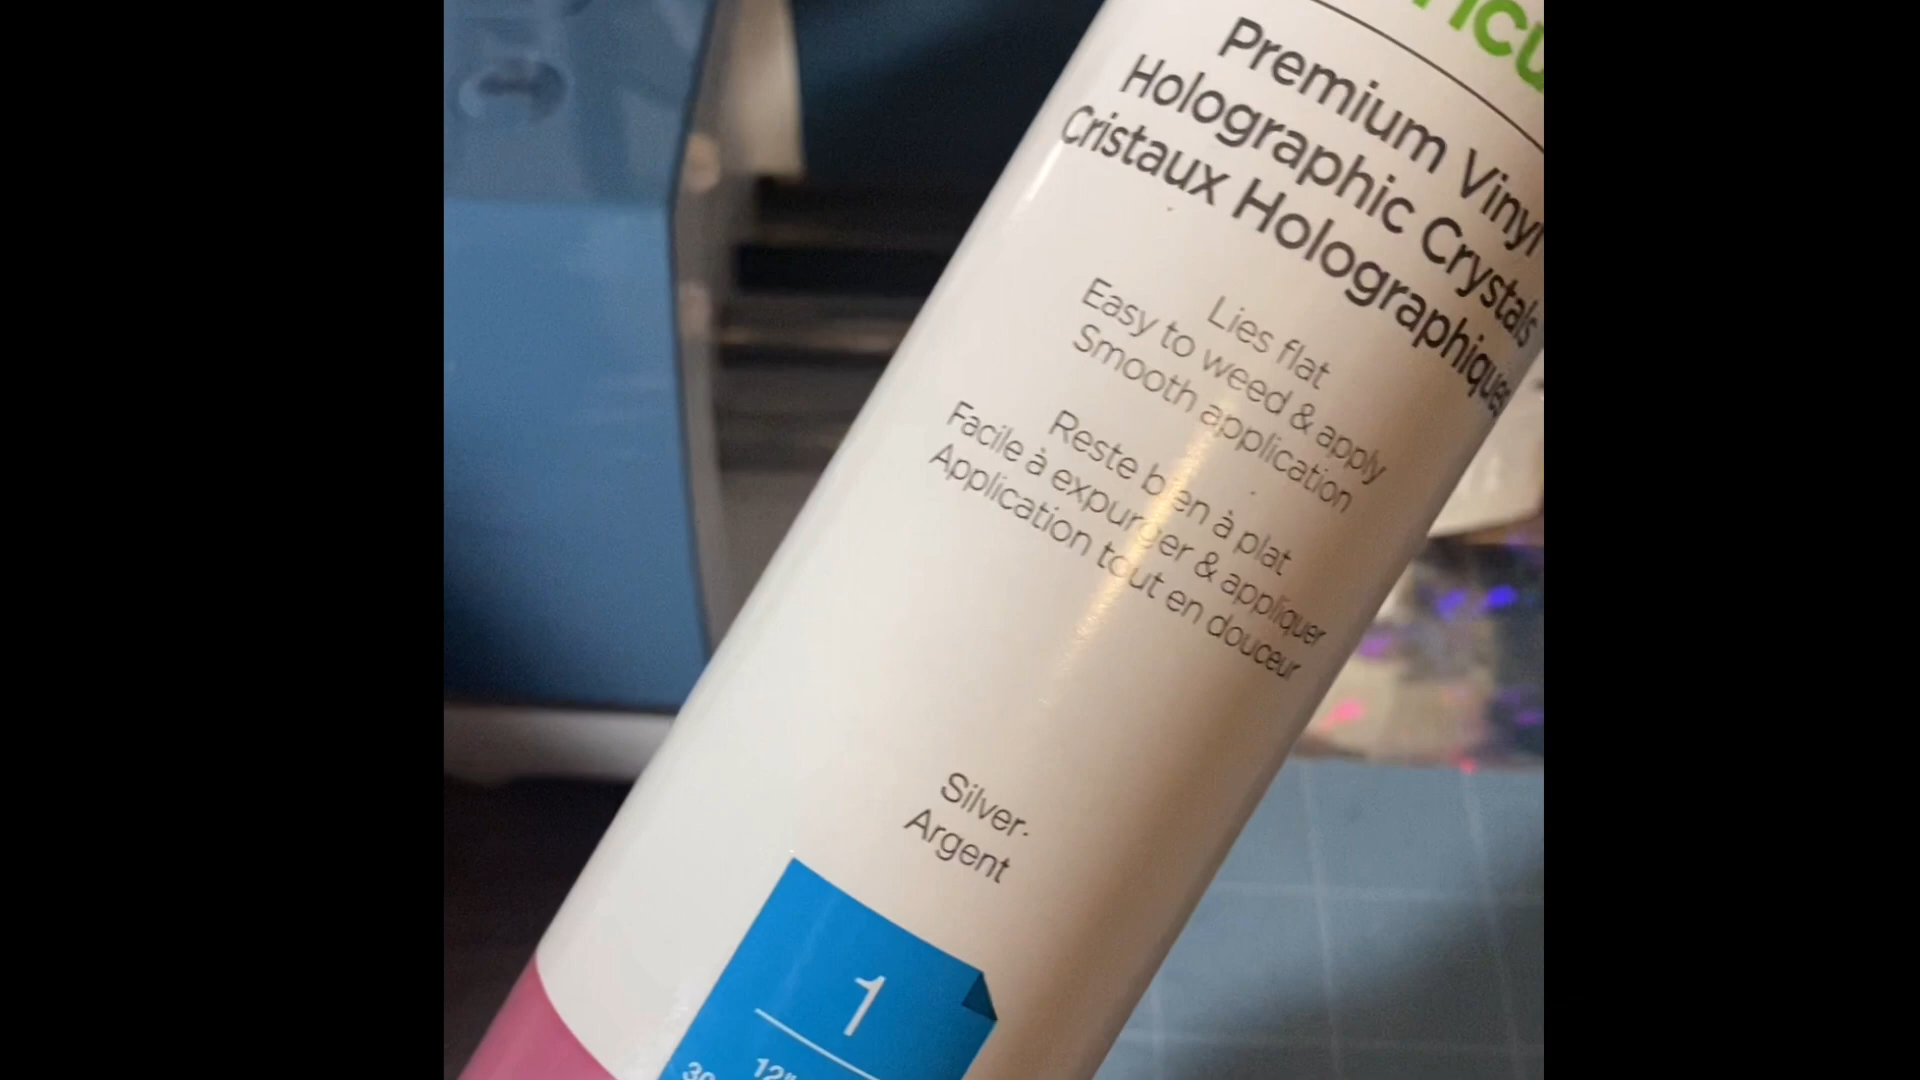 Premium Vinyl
Holographic Crystals
Cristaux Holographiques
Lies flat
Easy to weed & apply
Smooth application
Reste bien à plat
Facile à expurger & appliquer
Application tout en douceur
Silver
Argent
1
12"